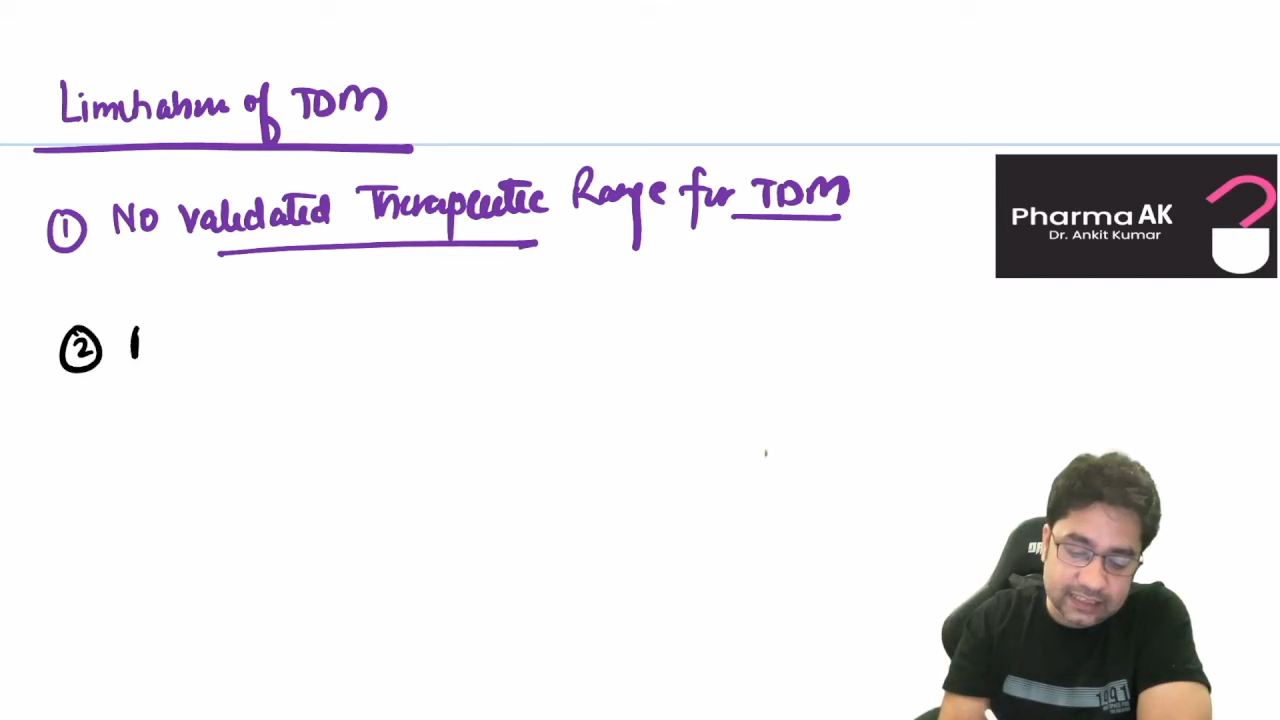 Limitations of TDM
① No Validated Therapeutic Range for TDM
Pharma AK
Dr. Ankit Kumar
②